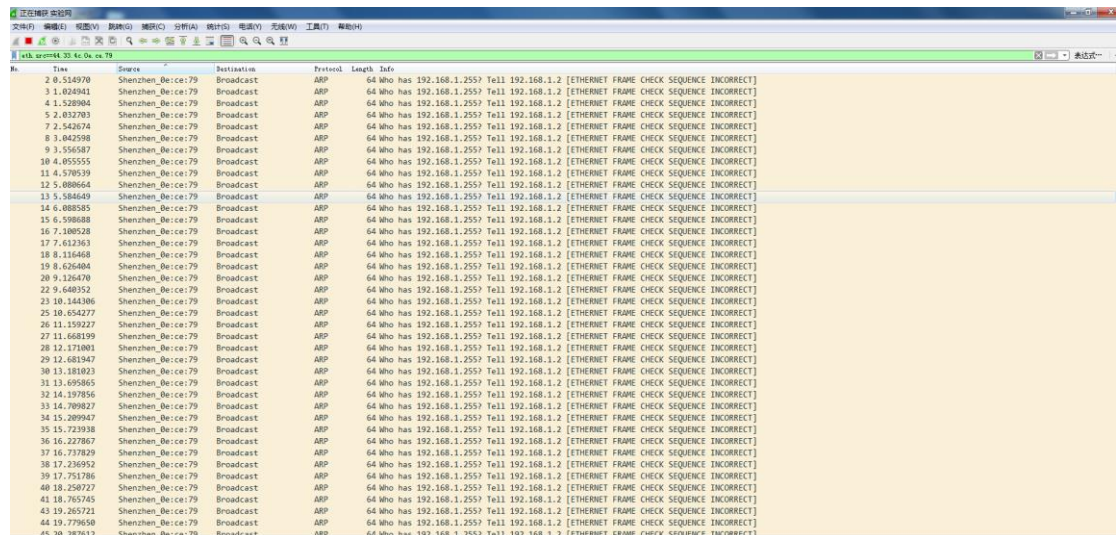 正在捕获 实验网
文件(F) 编辑(E) 视图(V) 跳转(G) 捕获(C) 分析(A) 统计(S) 电话(Y) 无线(W) 工具(T) 帮助(H)
表达式…
No. Time Source Destination Protocol Length Info
2 0.514970 Shenzhen_0e:ce:79 Broadcast ARP 64 Who has 192.168.1.255? Tell 192.168.1.2 [ETHERNET FRAME CHECK SEQUENCE INCORRECT]
3 1.024941 Shenzhen_0e:ce:79 Broadcast ARP 64 Who has 192.168.1.255? Tell 192.168.1.2 [ETHERNET FRAME CHECK SEQUENCE INCORRECT]
4 1.528904 Shenzhen_0e:ce:79 Broadcast ARP 64 Who has 192.168.1.255? Tell 192.168.1.2 [ETHERNET FRAME CHECK SEQUENCE INCORRECT]
5 2.032703 Shenzhen_0e:ce:79 Broadcast ARP 64 Who has 192.168.1.255? Tell 192.168.1.2 [ETHERNET FRAME CHECK SEQUENCE INCORRECT]
7 2.542674 Shenzhen_0e:ce:79 Broadcast ARP 64 Who has 192.168.1.255? Tell 192.168.1.2 [ETHERNET FRAME CHECK SEQUENCE INCORRECT]
8 3.042598 Shenzhen_0e:ce:79 Broadcast ARP 64 Who has 192.168.1.255? Tell 192.168.1.2 [ETHERNET FRAME CHECK SEQUENCE INCORRECT]
9 3.556587 Shenzhen_0e:ce:79 Broadcast ARP 64 Who has 192.168.1.255? Tell 192.168.1.2 [ETHERNET FRAME CHECK SEQUENCE INCORRECT]
10 4.055555 Shenzhen_0e:ce:79 Broadcast ARP 64 Who has 192.168.1.255? Tell 192.168.1.2 [ETHERNET FRAME CHECK SEQUENCE INCORRECT]
11 4.570539 Shenzhen_0e:ce:79 Broadcast ARP 64 Who has 192.168.1.255? Tell 192.168.1.2 [ETHERNET FRAME CHECK SEQUENCE INCORRECT]
12 5.080664 Shenzhen_0e:ce:79 Broadcast ARP 64 Who has 192.168.1.255? Tell 192.168.1.2 [ETHERNET FRAME CHECK SEQUENCE INCORRECT]
13 5.584649 Shenzhen_0e:ce:79 Broadcast ARP 64 Who has 192.168.1.255? Tell 192.168.1.2 [ETHERNET FRAME CHECK SEQUENCE INCORRECT]
14 6.088585 Shenzhen_0e:ce:79 Broadcast ARP 64 Who has 192.168.1.255? Tell 192.168.1.2 [ETHERNET FRAME CHECK SEQUENCE INCORRECT]
15 6.598688 Shenzhen_0e:ce:79 Broadcast ARP 64 Who has 192.168.1.255? Tell 192.168.1.2 [ETHERNET FRAME CHECK SEQUENCE INCORRECT]
16 7.100528 Shenzhen_0e:ce:79 Broadcast ARP 64 Who has 192.168.1.255? Tell 192.168.1.2 [ETHERNET FRAME CHECK SEQUENCE INCORRECT]
17 7.612363 Shenzhen_0e:ce:79 Broadcast ARP 64 Who has 192.168.1.255? Tell 192.168.1.2 [ETHERNET FRAME CHECK SEQUENCE INCORRECT]
18 8.116468 Shenzhen_0e:ce:79 Broadcast ARP 64 Who has 192.168.1.255? Tell 192.168.1.2 [ETHERNET FRAME CHECK SEQUENCE INCORRECT]
19 8.626404 Shenzhen_0e:ce:79 Broadcast ARP 64 Who has 192.168.1.255? Tell 192.168.1.2 [ETHERNET FRAME CHECK SEQUENCE INCORRECT]
20 9.126470 Shenzhen_0e:ce:79 Broadcast ARP 64 Who has 192.168.1.255? Tell 192.168.1.2 [ETHERNET FRAME CHECK SEQUENCE INCORRECT]
22 9.640352 Shenzhen_0e:ce:79 Broadcast ARP 64 Who has 192.168.1.255? Tell 192.168.1.2 [ETHERNET FRAME CHECK SEQUENCE INCORRECT]
23 10.144306 Shenzhen_0e:ce:79 Broadcast ARP 64 Who has 192.168.1.255? Tell 192.168.1.2 [ETHERNET FRAME CHECK SEQUENCE INCORRECT]
25 10.654277 Shenzhen_0e:ce:79 Broadcast ARP 64 Who has 192.168.1.255? Tell 192.168.1.2 [ETHERNET FRAME CHECK SEQUENCE INCORRECT]
26 11.159227 Shenzhen_0e:ce:79 Broadcast ARP 64 Who has 192.168.1.255? Tell 192.168.1.2 [ETHERNET FRAME CHECK SEQUENCE INCORRECT]
27 11.668199 Shenzhen_0e:ce:79 Broadcast ARP 64 Who has 192.168.1.255? Tell 192.168.1.2 [ETHERNET FRAME CHECK SEQUENCE INCORRECT]
28 12.171001 Shenzhen_0e:ce:79 Broadcast ARP 64 Who has 192.168.1.255? Tell 192.168.1.2 [ETHERNET FRAME CHECK SEQUENCE INCORRECT]
29 12.681947 Shenzhen_0e:ce:79 Broadcast ARP 64 Who has 192.168.1.255? Tell 192.168.1.2 [ETHERNET FRAME CHECK SEQUENCE INCORRECT]
30 13.181023 Shenzhen_0e:ce:79 Broadcast ARP 64 Who has 192.168.1.255? Tell 192.168.1.2 [ETHERNET FRAME CHECK SEQUENCE INCORRECT]
31 13.695865 Shenzhen_0e:ce:79 Broadcast ARP 64 Who has 192.168.1.255? Tell 192.168.1.2 [ETHERNET FRAME CHECK SEQUENCE INCORRECT]
32 14.197856 Shenzhen_0e:ce:79 Broadcast ARP 64 Who has 192.168.1.255? Tell 192.168.1.2 [ETHERNET FRAME CHECK SEQUENCE INCORRECT]
33 14.709827 Shenzhen_0e:ce:79 Broadcast ARP 64 Who has 192.168.1.255? Tell 192.168.1.2 [ETHERNET FRAME CHECK SEQUENCE INCORRECT]
34 15.209947 Shenzhen_0e:ce:79 Broadcast ARP 64 Who has 192.168.1.255? Tell 192.168.1.2 [ETHERNET FRAME CHECK SEQUENCE INCORRECT]
35 15.723938 Shenzhen_0e:ce:79 Broadcast ARP 64 Who has 192.168.1.255? Tell 192.168.1.2 [ETHERNET FRAME CHECK SEQUENCE INCORRECT]
36 16.227867 Shenzhen_0e:ce:79 Broadcast ARP 64 Who has 192.168.1.255? Tell 192.168.1.2 [ETHERNET FRAME CHECK SEQUENCE INCORRECT]
37 16.737829 Shenzhen_0e:ce:79 Broadcast ARP 64 Who has 192.168.1.255? Tell 192.168.1.2 [ETHERNET FRAME CHECK SEQUENCE INCORRECT]
38 17.236952 Shenzhen_0e:ce:79 Broadcast ARP 64 Who has 192.168.1.255? Tell 192.168.1.2 [ETHERNET FRAME CHECK SEQUENCE INCORRECT]
39 17.751786 Shenzhen_0e:ce:79 Broadcast ARP 64 Who has 192.168.1.255? Tell 192.168.1.2 [ETHERNET FRAME CHECK SEQUENCE INCORRECT]
40 18.250727 Shenzhen_0e:ce:79 Broadcast ARP 64 Who has 192.168.1.255? Tell 192.168.1.2 [ETHERNET FRAME CHECK SEQUENCE INCORRECT]
41 18.765745 Shenzhen_0e:ce:79 Broadcast ARP 64 Who has 192.168.1.255? Tell 192.168.1.2 [ETHERNET FRAME CHECK SEQUENCE INCORRECT]
43 19.265721 Shenzhen_0e:ce:79 Broadcast ARP 64 Who has 192.168.1.255? Tell 192.168.1.2 [ETHERNET FRAME CHECK SEQUENCE INCORRECT]
44 19.779650 Shenzhen_0e:ce:79 Broadcast ARP 64 Who has 192.168.1.255? Tell 192.168.1.2 [ETHERNET FRAME CHECK SEQUENCE INCORRECT]
45 20.287612 Shenzhen_0e:ce:79 Broadcast ARP 64 Who has 192.168.1.255? Tell 192.168.1.2 [ETHERNET FRAME CHECK SEQUENCE INCORRECT]